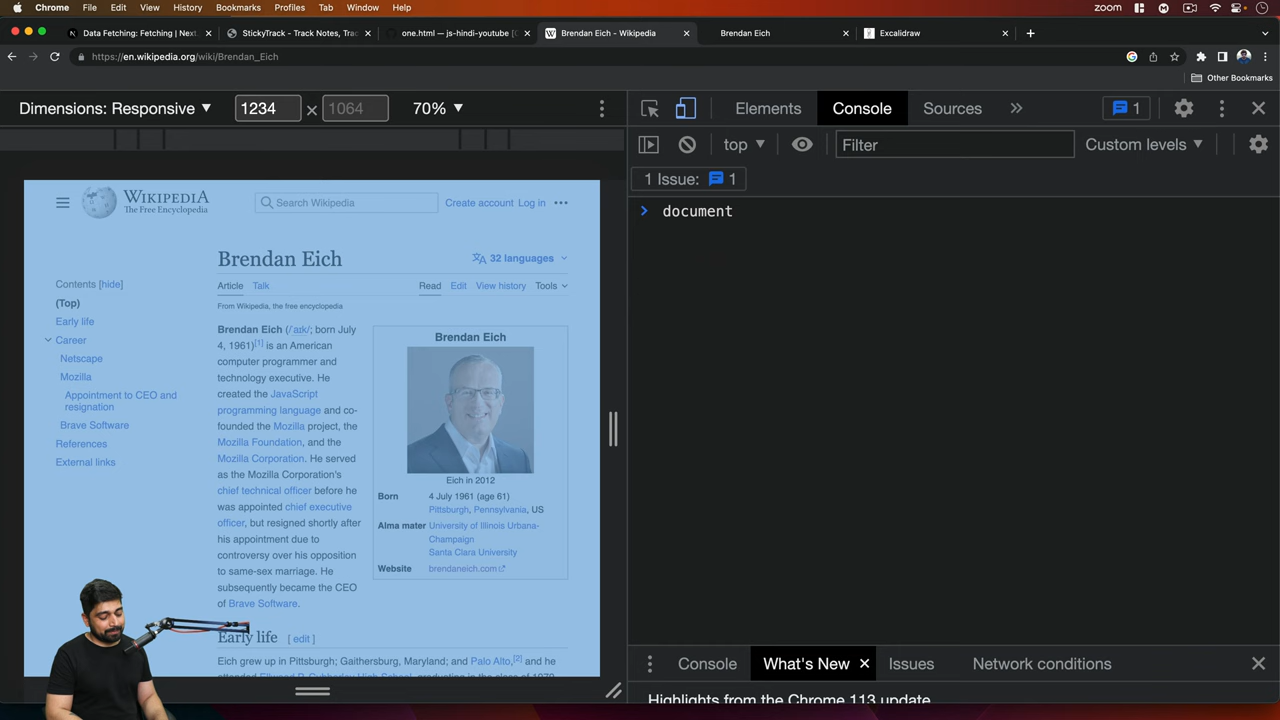 Chrome File Edit View History Bookmarks Profiles Tab Window Help zoom
Data Fetching: Fetching | Next. StickyTrack - Track Notes, Trac one.html — js-hindi-youtube [C Brendan Eich - Wikipedia Brendan Eich Excalidraw
https://en.wikipedia.org/wiki/Brendan_Eich
Other Bookmarks
Dimensions: Responsive 1234 × 1064 70%
Elements Console Sources 1
top Filter Custom levels
1 Issue: 1
document
WIKIPEDIA
The Free Encyclopedia
Search Wikipedia
Create account Log in
Brendan Eich
32 languages
Contents [hide]
(Top)
Early life
Career
Netscape
Mozilla
Appointment to CEO and
resignation
Brave Software
References
External links
Article Talk Read Edit View history Tools
From Wikipedia, the free encyclopedia
Brendan Eich (/ˈaɪk/; born July
4, 1961)[1] is an American
computer programmer and
technology executive. He
created the JavaScript
programming language and co-
founded the Mozilla project, the
Mozilla Foundation, and the
Mozilla Corporation. He served
as the Mozilla Corporation's
chief technical officer before he
was appointed chief executive
officer, but resigned shortly after
his appointment due to
controversy over his opposition
to same-sex marriage. He
subsequently became the CEO
of Brave Software.
Brendan Eich
Eich in 2012
Born 4 July 1961 (age 61)
Pittsburgh, Pennsylvania, US
Alma mater University of Illinois Urbana-
Champaign
Santa Clara University
Website brendaneich.com
Early life [ edit ]
Eich grew up in Pittsburgh; Gaithersburg, Maryland; and Palo Alto,[2] and he
Console What's New Issues Network conditions
Highlights from the Chrome 113 update